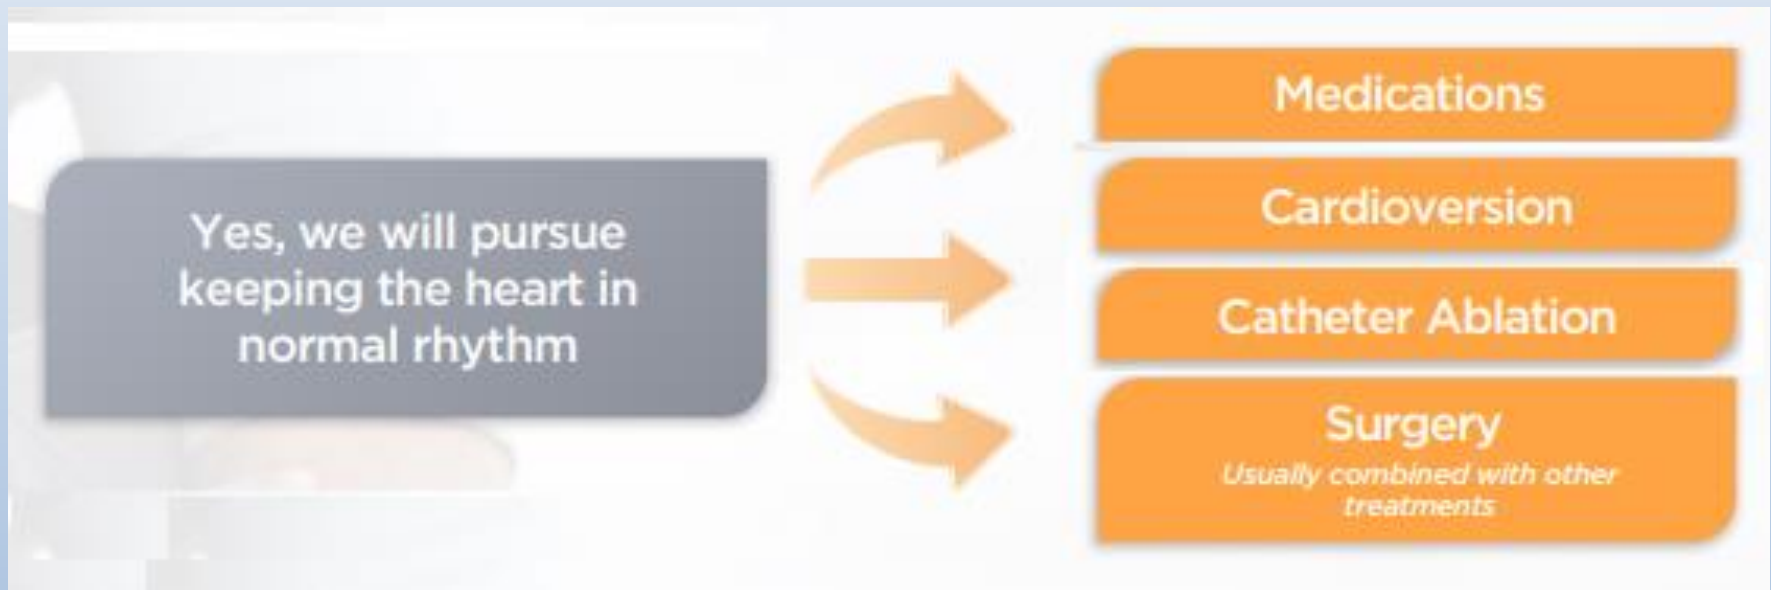 Yes, we will pursue
keeping the heart in
normal rhythm
Medications
Cardioversion
Catheter Ablation
Surgery
Usually combined with other
treatments